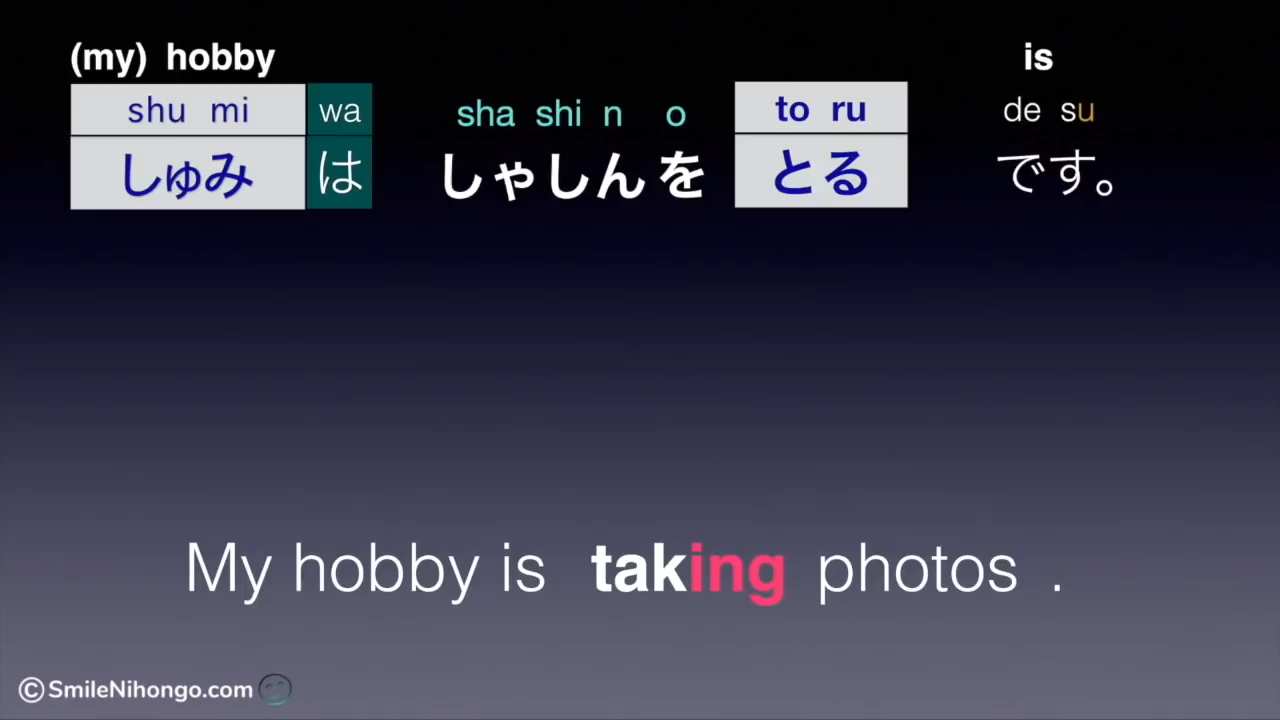 (my) hobby is
shu mi wa sha shi n o to ru de su
しゅみ は しゃしん を とる です。
My hobby is taking photos .
© SmileNihongo.com